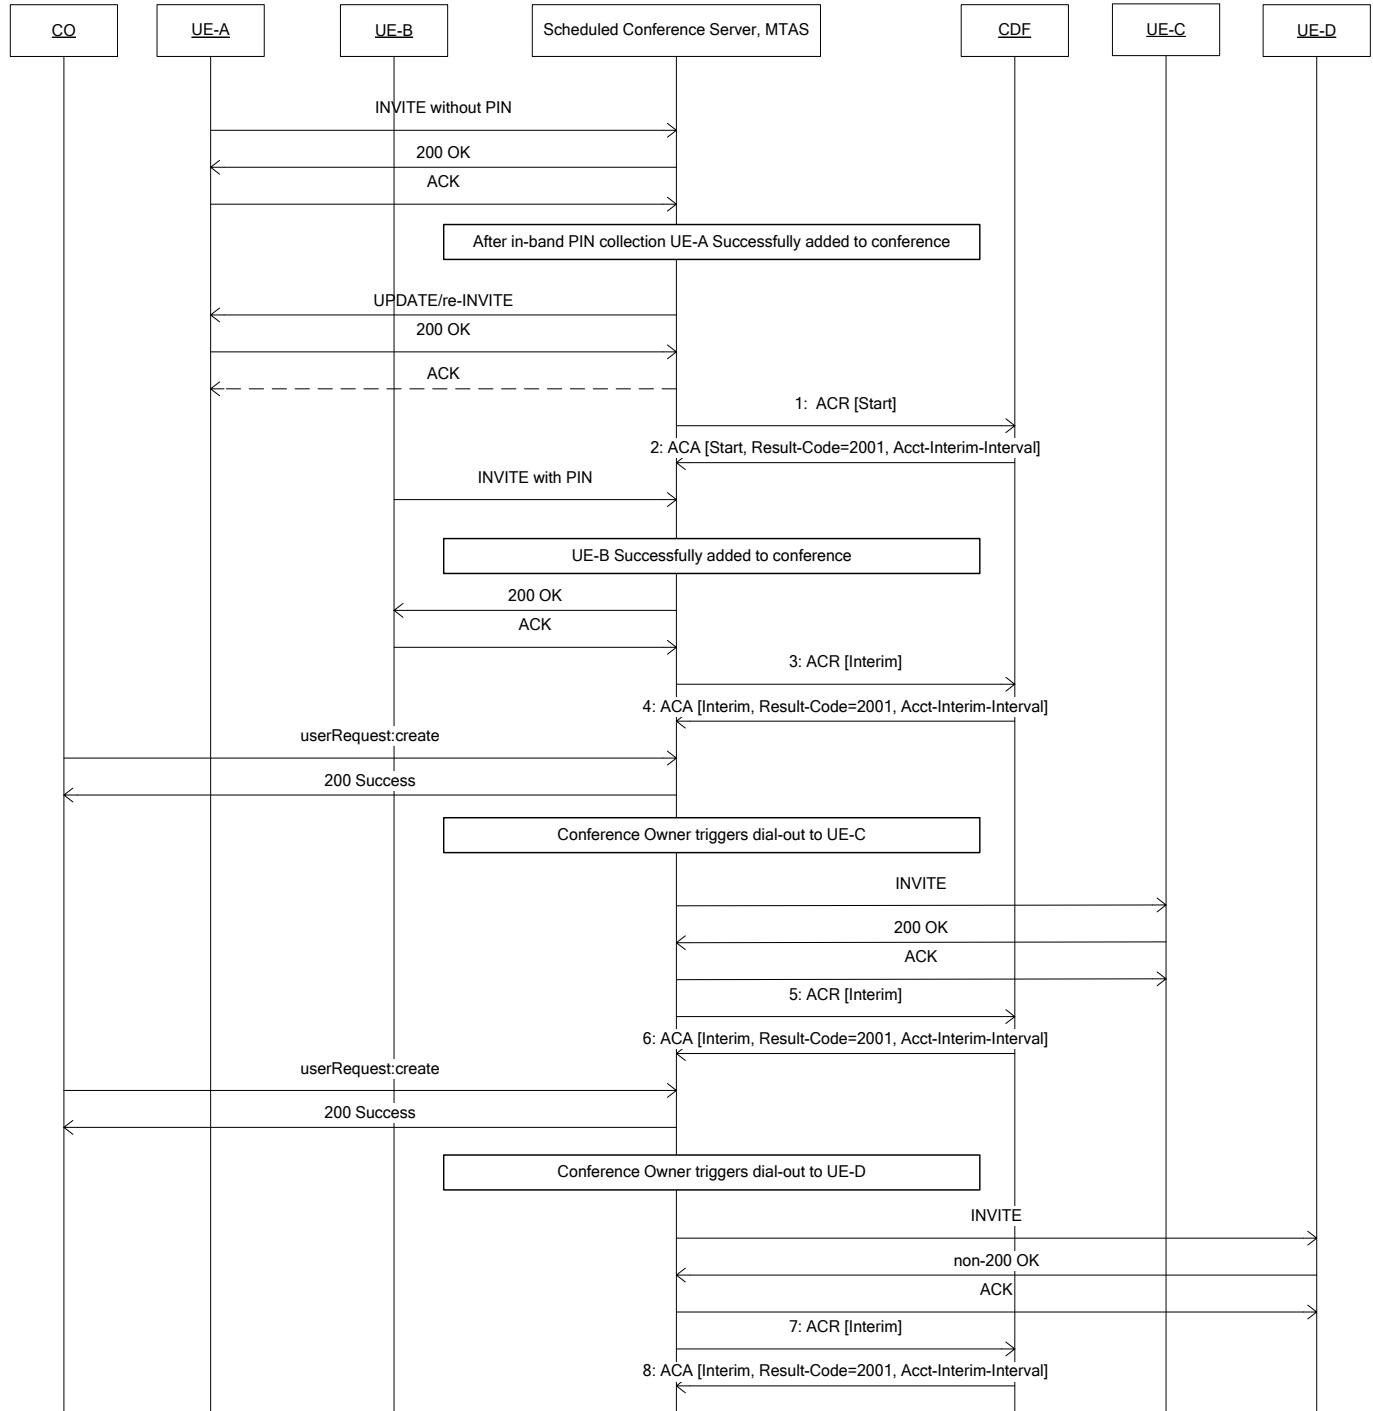 CO
UE-A
UE-B
Scheduled Conference Server, MTAS
CDF
UE-C
UE-D
INVITE without PIN
200 OK
ACK
After in-band PIN collection UE-A Successfully added to conference
UPDATE/re-INVITE
200 OK
ACK
1: ACR [Start]
2: ACA [Start, Result-Code=2001, Acct-Interim-Interval]
INVITE with PIN
UE-B Successfully added to conference
200 OK
ACK
3: ACR [Interim]
4: ACA [Interim, Result-Code=2001, Acct-Interim-Interval]
userRequest:create
200 Success
Conference Owner triggers dial-out to UE-C
INVITE
200 OK
ACK
5: ACR [Interim]
6: ACA [Interim, Result-Code=2001, Acct-Interim-Interval]
userRequest:create
200 Success
Conference Owner triggers dial-out to UE-D
INVITE
non-200 OK
ACK
7: ACR [Interim]
8: ACA [Interim, Result-Code=2001, Acct-Interim-Interval]